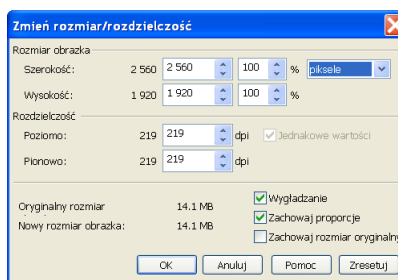 Zmień rozmiar/rozdzielczość
Rozmiar obrazka
Szerokość: 2 560 2 560 100 % piksele
Wysokość: 1 920 1 920 100 %
Rozdzielczość
Poziomo: 219 219 dpi Jednakowe wartości
Pionowo: 219 219 dpi
Oryginalny rozmiar 14.1 MB Wygładzanie
Zachowaj proporcje
Nowy rozmiar obrazka: 14.1 MB
Zachowaj rozmiar oryginalny
OK Anuluj Pomoc Zresetuj